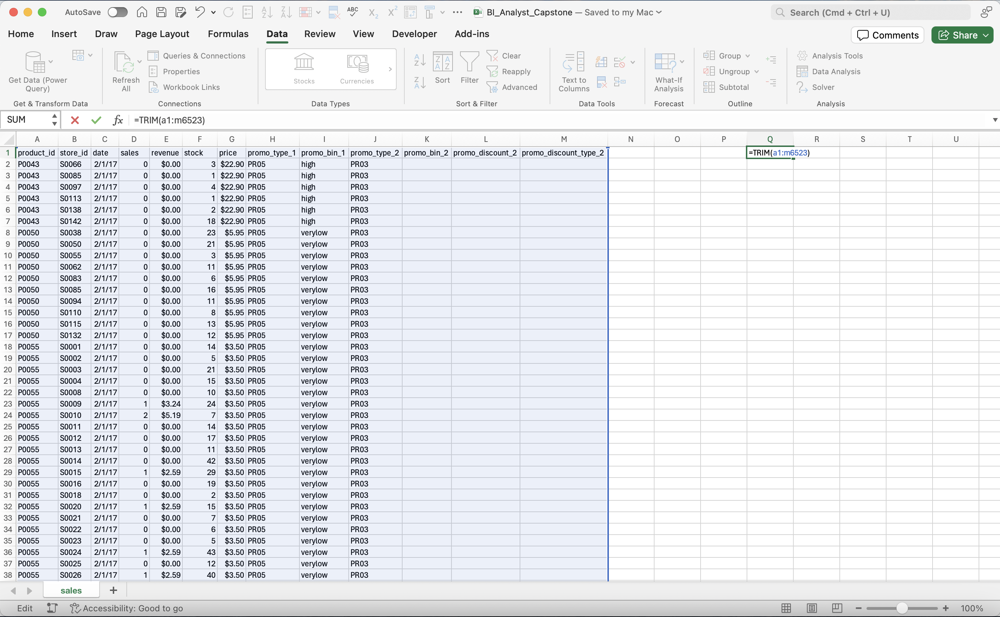 AutoSave ABC X2 X2 BI_Analyst_Capstone — Saved to my Mac Search (Cmd + Ctrl + U)
Home Insert Draw Page Layout Formulas Data Review View Developer Add-ins Comments Share
Get Data (Power Query)
Get & Transform Data
Refresh All
Queries & Connections
Properties
Workbook Links
Connections
Stocks Currencies
Data Types
Sort Filter
Clear
Reapply
Advanced
Sort & Filter
Text to Columns
Data Tools
What-If Analysis
Forecast
Group
Ungroup
Subtotal
Outline
Analysis Tools
Data Analysis
Solver
Analysis
SUM fx =TRIM(a1:m6523)
A B C D E F G H I J K L M N O P Q R S T U
1 product_id store_id date sales revenue stock price promo_type_1 promo_bin_1 promo_type_2 promo_bin_2 promo_discount_2 promo_discount_type_2 =TRIM(a1:m6523)
2 P0043 S0066 2/1/17 0 $0.00 3 $22.90 PR05 high PR03
3 P0043 S0085 2/1/17 0 $0.00 1 $22.90 PR05 high PR03
4 P0043 S0097 2/1/17 0 $0.00 4 $22.90 PR05 high PR03
5 P0043 S0113 2/1/17 0 $0.00 1 $22.90 PR05 high PR03
6 P0043 S0138 2/1/17 0 $0.00 2 $22.90 PR05 high PR03
7 P0043 S0142 2/1/17 0 $0.00 18 $22.90 PR05 high PR03
8 P0050 S0038 2/1/17 0 $0.00 23 $5.95 PR05 verylow PR03
9 P0050 S0050 2/1/17 0 $0.00 21 $5.95 PR05 verylow PR03
10 P0050 S0055 2/1/17 0 $0.00 3 $5.95 PR05 verylow PR03
11 P0050 S0062 2/1/17 0 $0.00 11 $5.95 PR05 verylow PR03
12 P0050 S0083 2/1/17 0 $0.00 6 $5.95 PR05 verylow PR03
13 P0050 S0085 2/1/17 0 $0.00 16 $5.95 PR05 verylow PR03
14 P0050 S0094 2/1/17 0 $0.00 11 $5.95 PR05 verylow PR03
15 P0050 S0110 2/1/17 0 $0.00 8 $5.95 PR05 verylow PR03
16 P0050 S0115 2/1/17 0 $0.00 13 $5.95 PR05 verylow PR03
17 P0050 S0132 2/1/17 0 $0.00 12 $5.95 PR05 verylow PR03
18 P0055 S0001 2/1/17 0 $0.00 14 $3.50 PR05 verylow PR03
19 P0055 S0002 2/1/17 0 $0.00 5 $3.50 PR05 verylow PR03
20 P0055 S0003 2/1/17 0 $0.00 21 $3.50 PR05 verylow PR03
21 P0055 S0004 2/1/17 0 $0.00 15 $3.50 PR05 verylow PR03
22 P0055 S0008 2/1/17 0 $0.00 10 $3.50 PR05 verylow PR03
23 P0055 S0009 2/1/17 1 $3.24 24 $3.50 PR05 verylow PR03
24 P0055 S0010 2/1/17 2 $5.19 7 $3.50 PR05 verylow PR03
25 P0055 S0011 2/1/17 0 $0.00 14 $3.50 PR05 verylow PR03
26 P0055 S0012 2/1/17 0 $0.00 17 $3.50 PR05 verylow PR03
27 P0055 S0013 2/1/17 0 $0.00 11 $3.50 PR05 verylow PR03
28 P0055 S0014 2/1/17 0 $0.00 42 $3.50 PR05 verylow PR03
29 P0055 S0015 2/1/17 1 $2.59 29 $3.50 PR05 verylow PR03
30 P0055 S0016 2/1/17 0 $0.00 19 $3.50 PR05 verylow PR03
31 P0055 S0018 2/1/17 0 $0.00 2 $3.50 PR05 verylow PR03
32 P0055 S0020 2/1/17 1 $2.59 15 $3.50 PR05 verylow PR03
33 P0055 S0021 2/1/17 0 $0.00 7 $3.50 PR05 verylow PR03
34 P0055 S0022 2/1/17 0 $0.00 6 $3.50 PR05 verylow PR03
35 P0055 S0023 2/1/17 0 $0.00 5 $3.50 PR05 verylow PR03
36 P0055 S0024 2/1/17 1 $2.59 43 $3.50 PR05 verylow PR03
37 P0055 S0025 2/1/17 0 $0.00 12 $3.50 PR05 verylow PR03
38 P0055 S0026 2/1/17 1 $2.59 40 $3.50 PR05 verylow PR03
sales +
Edit Accessibility: Good to go 100%